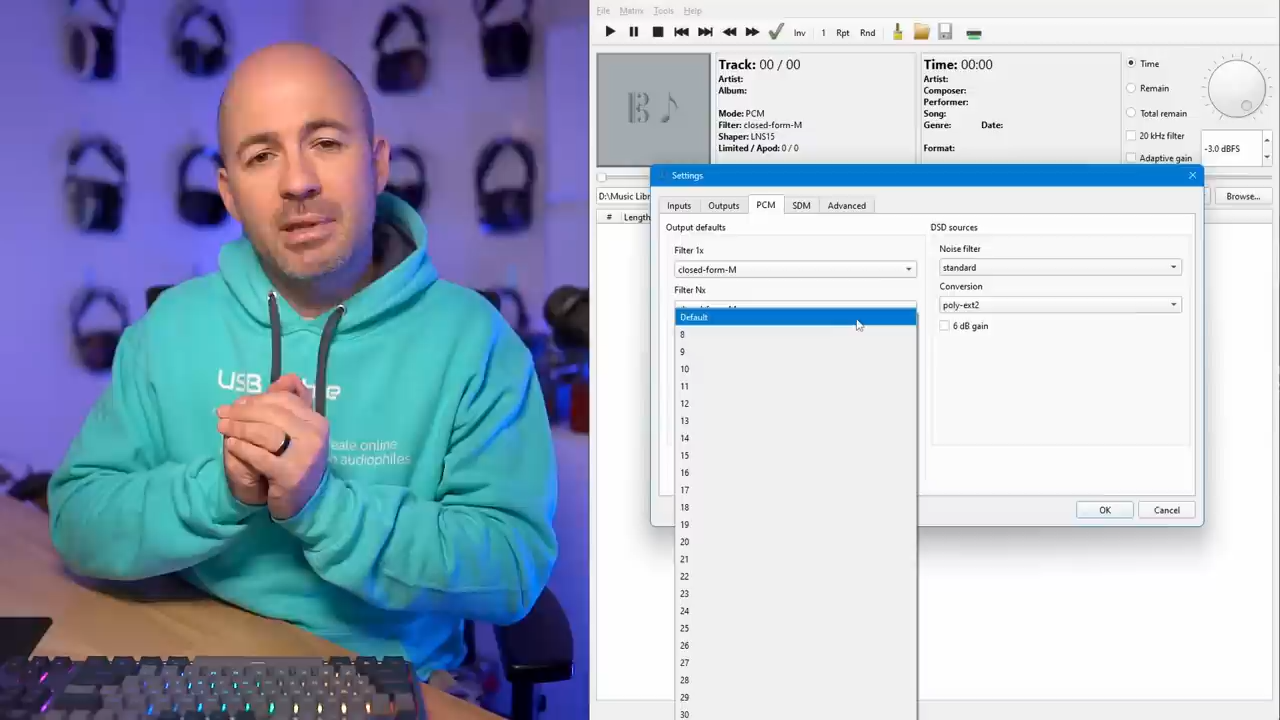 USB
eate online
audiophiles
File Matrix Tools Help
Inv 1 Rpt Rnd
Track: 00 / 00
Artist:
Album:
Mode: PCM
Filter: closed-form-M
Shaper: LNS15
Limited / Apod: 0 / 0
Time: 00:00
Artist:
Composer:
Performer:
Song:
Genre: Date:
Format:
Time
Remain
Total remain
20 kHz filter
Adaptive gain
-3.0 dBFS
D:\Music Libr
Browse...
# Length
Settings
Inputs Outputs PCM SDM Advanced
Output defaults
Filter 1x
closed-form-M
Filter Nx
Default
8
9
10
11
12
13
14
15
16
17
18
19
20
21
22
23
24
25
26
27
28
29
30
DSD sources
Noise filter
standard
Conversion
poly-ext2
6 dB gain
OK Cancel